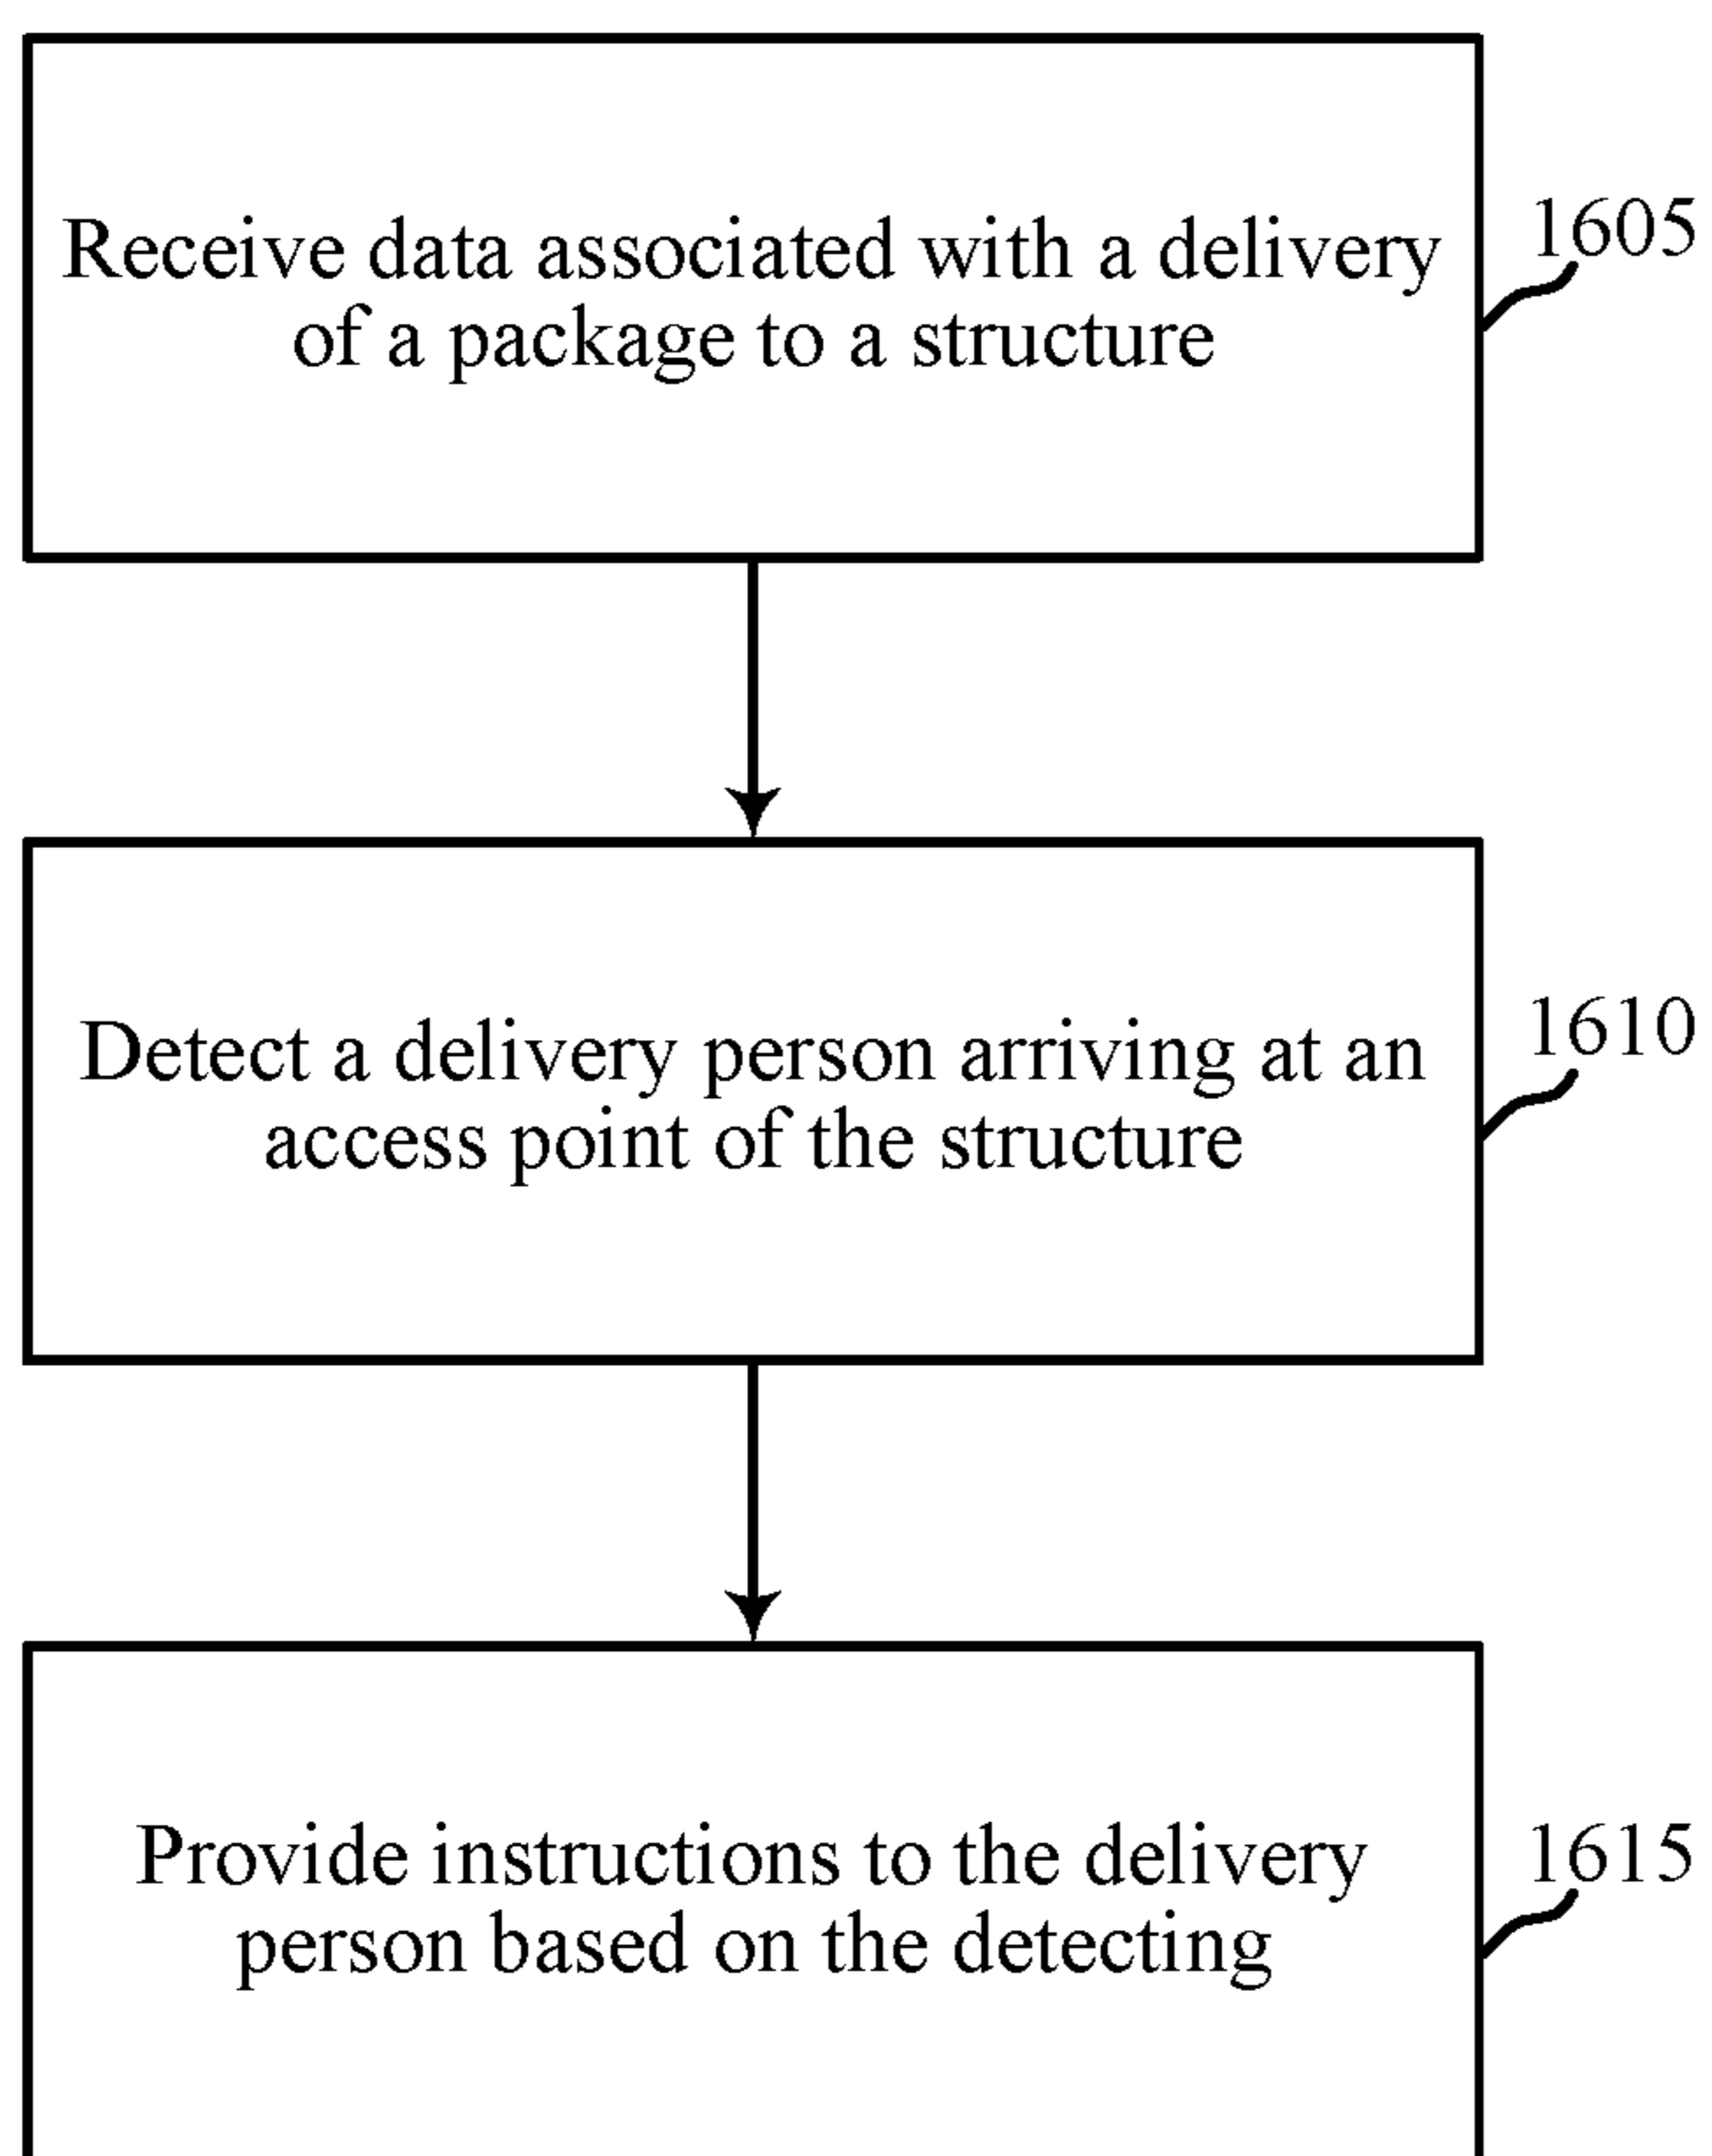 Receive data associated with a delivery
of a package to a structure
1605
Detect a delivery person arriving at an
access point of the structure
1610
Provide instructions to the delivery
person based on the detecting
1615